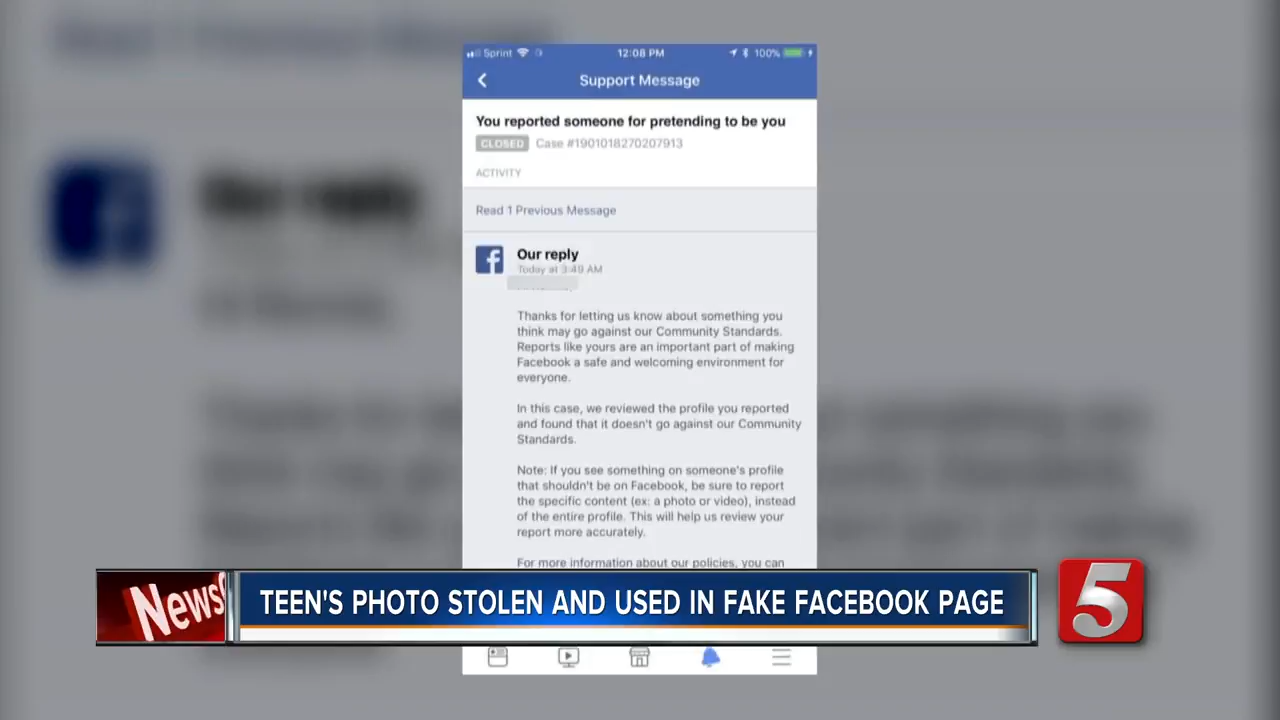 Read 1 Previous Message
Our reply
Sprint 12:08 PM 100%
Support Message
You reported someone for pretending to be you
CLOSED Case #1901018270207913
ACTIVITY
Read 1 Previous Message
Our reply
Today at 3:49 AM
Thanks for letting us know about something you
think may go against our Community Standards.
Reports like yours are an important part of making
Facebook a safe and welcoming environment for
everyone.
In this case, we reviewed the profile you reported
and found that it doesn't go against our Community
Standards.
Note: If you see something on someone's profile
that shouldn't be on Facebook, be sure to report
the specific content (ex: a photo or video), instead
of the entire profile. This will help us review your
report more accurately.
For more information about our policies, you can
News
TEEN'S PHOTO STOLEN AND USED IN FAKE FACEBOOK PAGE
5